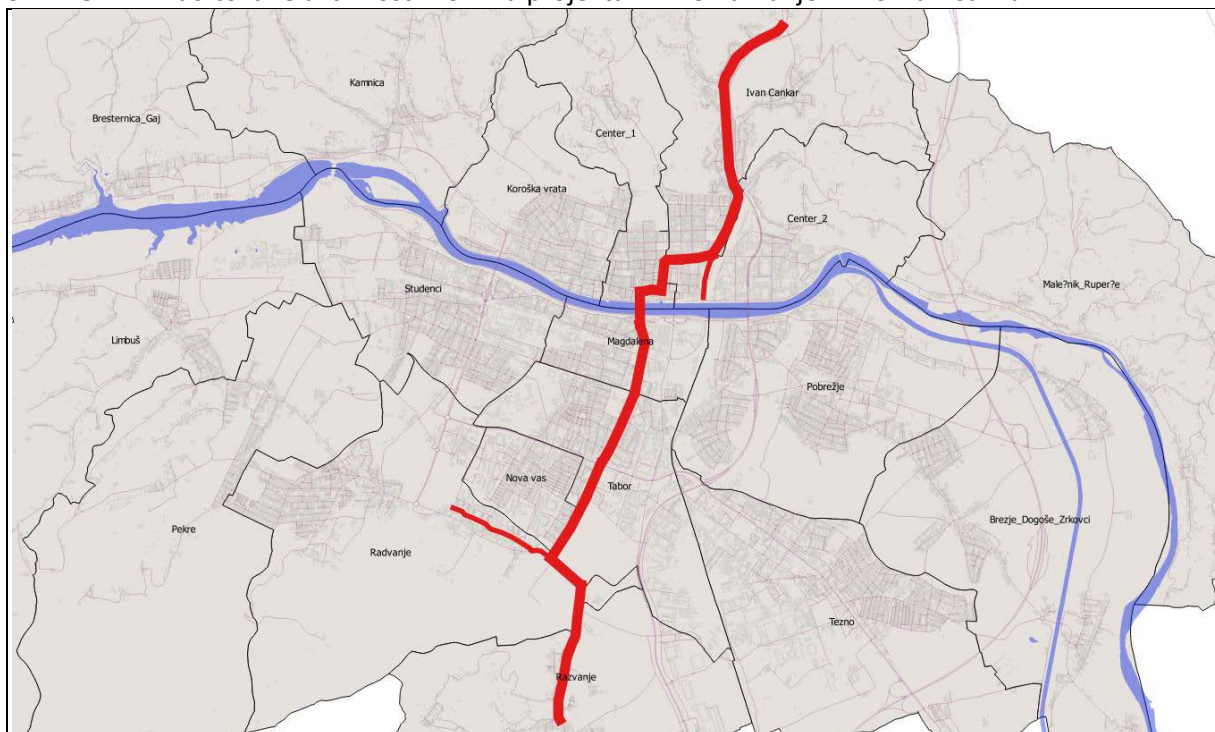 Ivan Cankar
Kamnica
Bresternica_Gaj
Center_1
Koroška vrata
Center_2
Male?nik_Ruper?e
Studenci
Limbuš
Magdalena
Pobrežje
Nova vas
Tabor
Brezje_Dogoše_Zrkovci
Pekre
Radvanje
Tezno
Razvanje